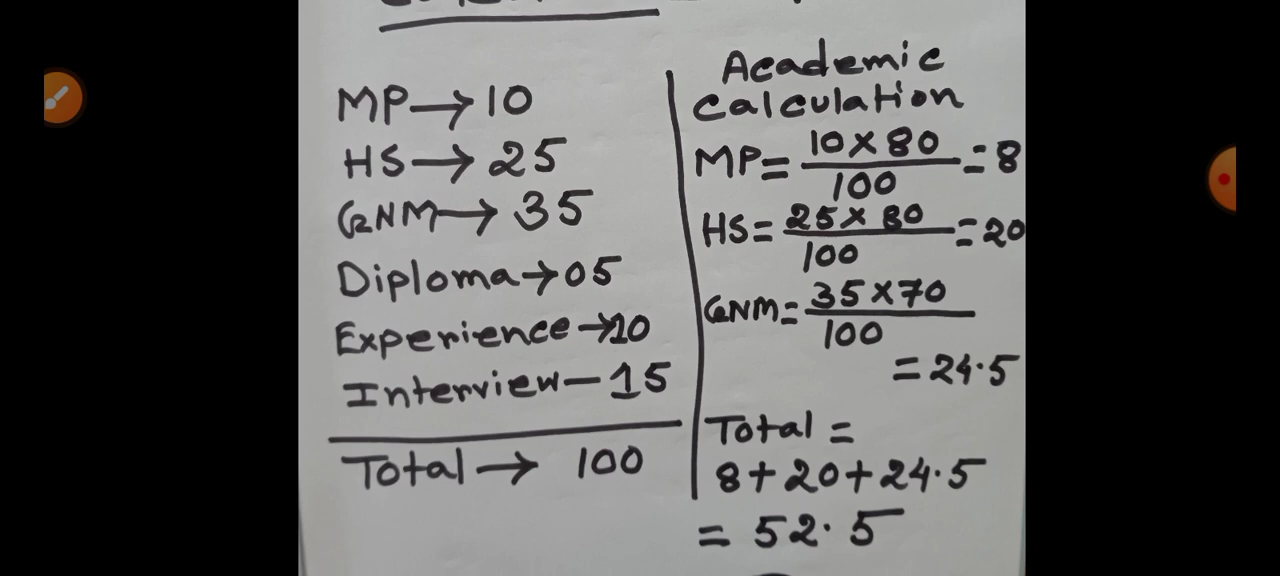 MP→10
HS→25
GNM→35
Diploma→05
Experience→10
Interview—15
Total→ 100
Academic
Calculation
MP= 10×80/100 =8
HS= 25×80/100 =20
GNM= 35×70/100
=24.5
Total =
8+20+24.5
= 52.5